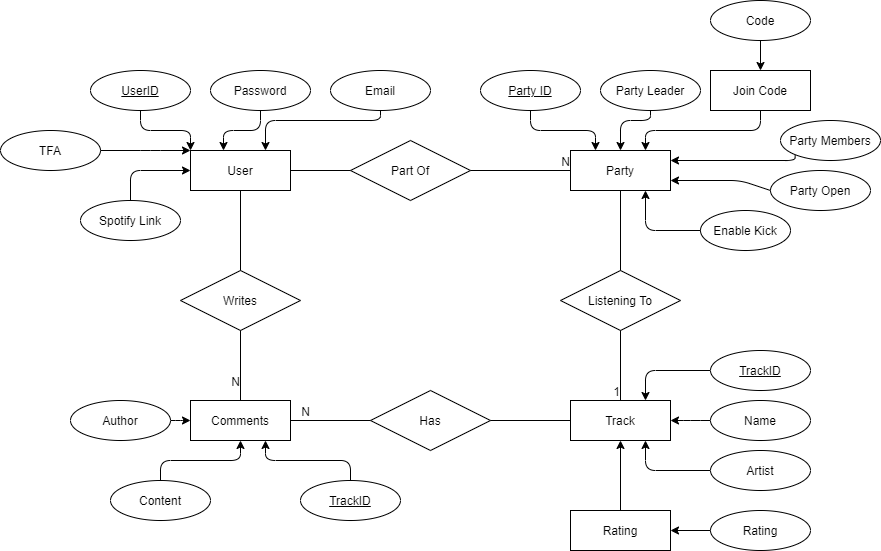 Code
UserID
Password
Email
Party ID
Party Leader
Join Code
TFA
Party Members
User
Part Of
N
Party
Party Open
Spotify Link
Enable Kick
Writes
Listening To
TrackID
N
1
Author
Comments
N
Has
Track
Name
Artist
Content
TrackID
Rating
Rating